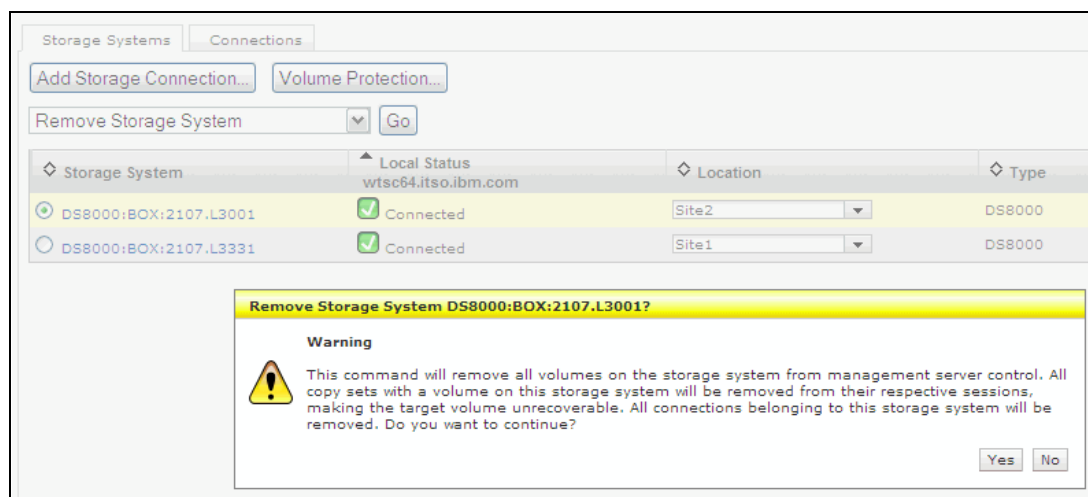 Storage Systems Connections
Add Storage Connection... Volume Protection...
Remove Storage System Go
Storage System Local Status wtsc64.itso.ibm.com Location Type
DS8000:BOX:2107.L3001 Connected Site2 DS8000
DS8000:BOX:2107.L3331 Connected Site1 DS8000
Remove Storage System DS8000:BOX:2107.L3001?
Warning
This command will remove all volumes on the storage system from management server control. All
copy sets with a volume on this storage system will be removed from their respective sessions,
making the target volume unrecoverable. All connections belonging to this storage system will be
removed. Do you want to continue?
Yes No